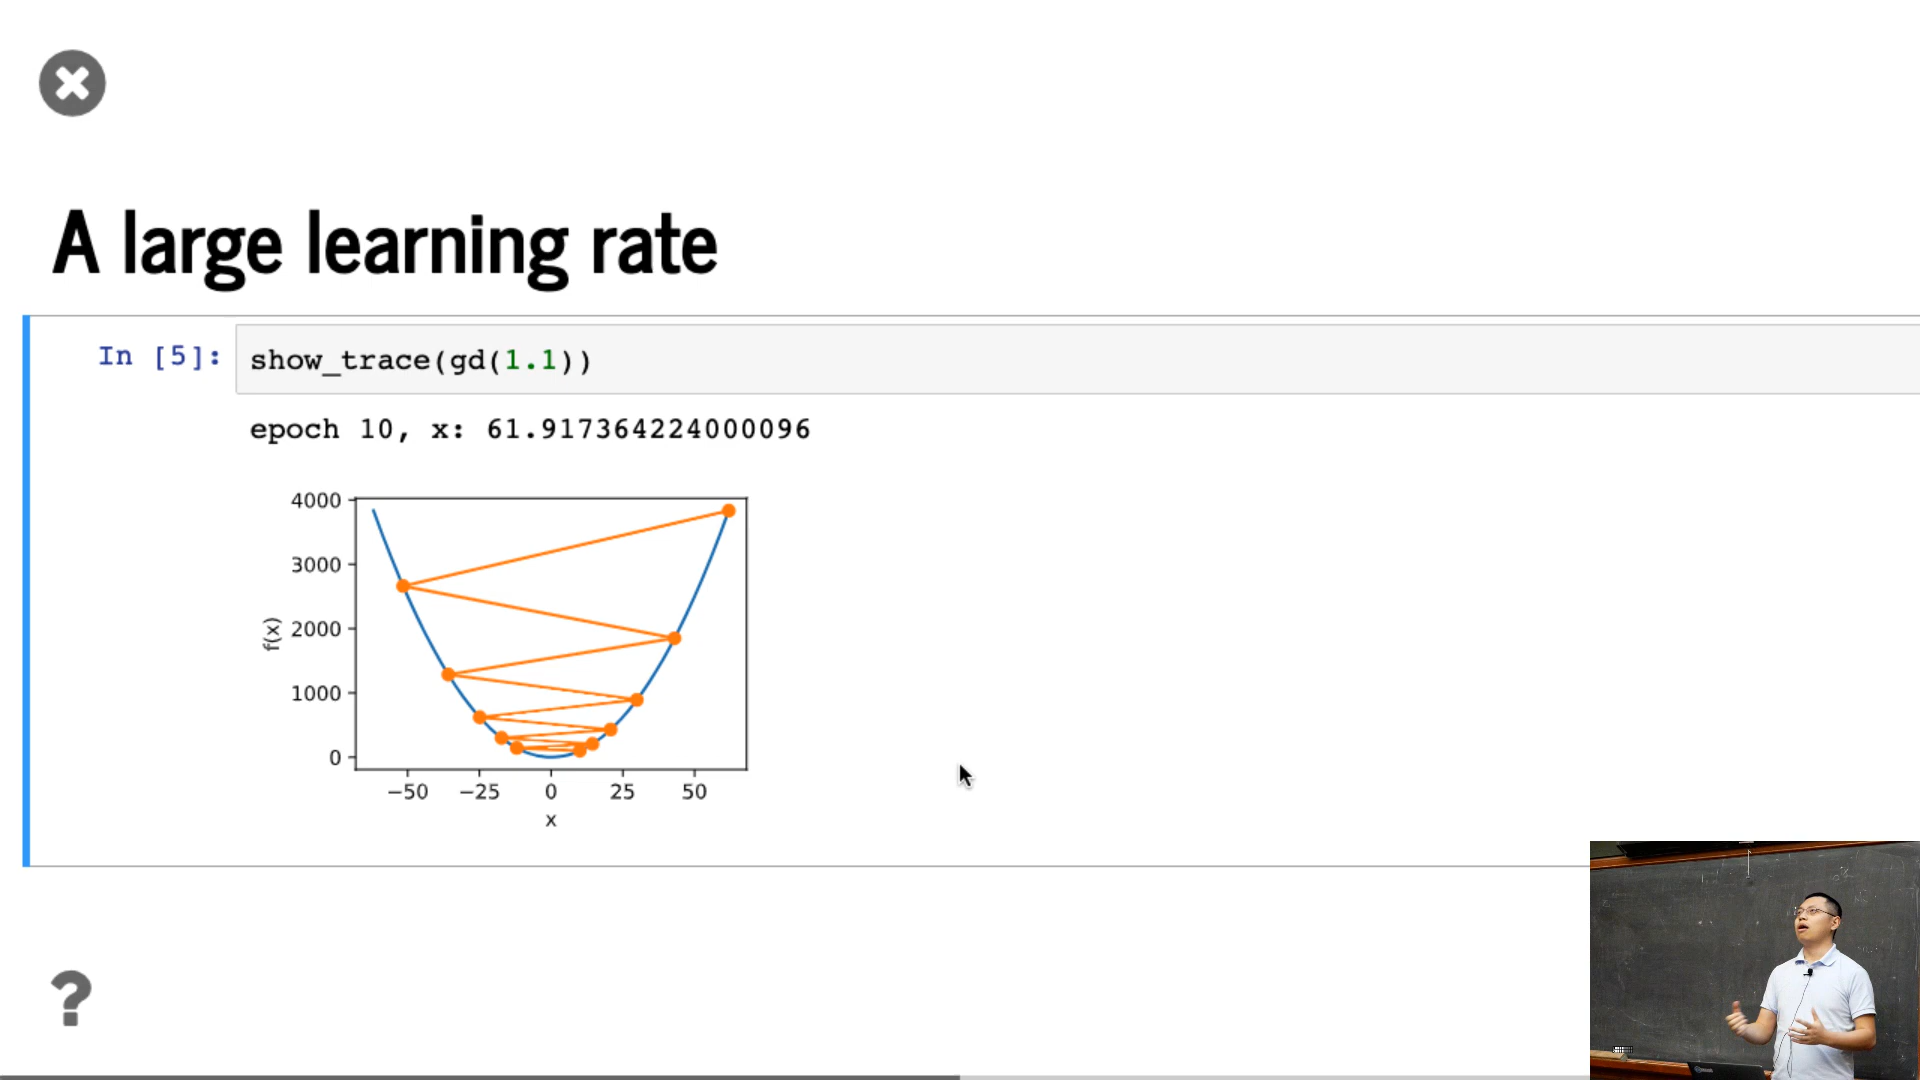 A large learning rate
In [5]:
show_trace(gd(1.1))
epoch 10, x: 61.917364224000096
4000
3000
f(x)
2000
1000
0
−50 −25 0 25 50
x
?